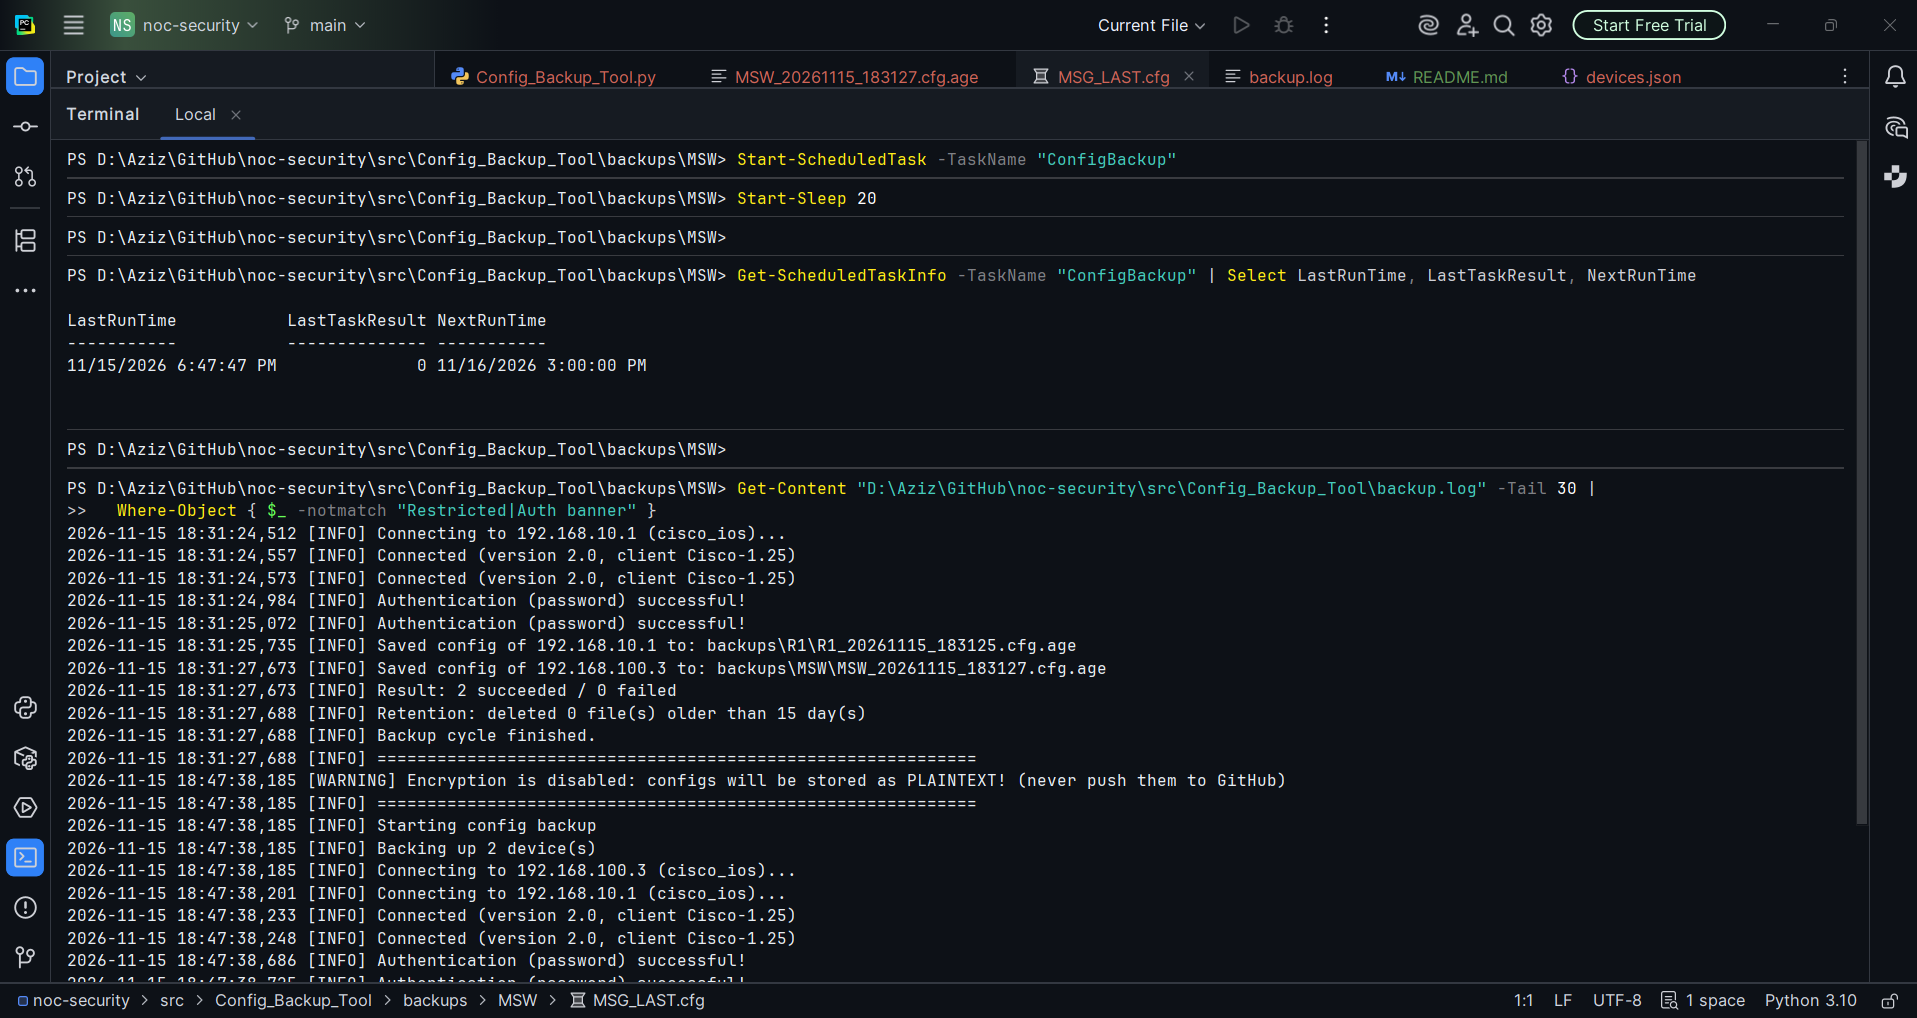 NS noc-security main Current File Start Free Trial
Project Config_Backup_Tool.py MSW_20261115_183127.cfg.age MSG_LAST.cfg backup.log M↓ README.md {} devices.json
Terminal Local
PS D:\Aziz\GitHub\noc-security\src\Config_Backup_Tool\backups\MSW> Start-ScheduledTask -TaskName "ConfigBackup"
PS D:\Aziz\GitHub\noc-security\src\Config_Backup_Tool\backups\MSW> Start-Sleep 20
PS D:\Aziz\GitHub\noc-security\src\Config_Backup_Tool\backups\MSW>
PS D:\Aziz\GitHub\noc-security\src\Config_Backup_Tool\backups\MSW> Get-ScheduledTaskInfo -TaskName "ConfigBackup" | Select LastRunTime, LastTaskResult, NextRunTime
LastRunTime LastTaskResult NextRunTime
----------- -------------- -----------
11/15/2026 6:47:47 PM 0 11/16/2026 3:00:00 PM
PS D:\Aziz\GitHub\noc-security\src\Config_Backup_Tool\backups\MSW>
PS D:\Aziz\GitHub\noc-security\src\Config_Backup_Tool\backups\MSW> Get-Content "D:\Aziz\GitHub\noc-security\src\Config_Backup_Tool\backup.log" -Tail 30 |
>> Where-Object { $_ -notmatch "Restricted|Auth banner" }
2026-11-15 18:31:24,512 [INFO] Connecting to 192.168.10.1 (cisco_ios)...
2026-11-15 18:31:24,557 [INFO] Connected (version 2.0, client Cisco-1.25)
2026-11-15 18:31:24,573 [INFO] Connected (version 2.0, client Cisco-1.25)
2026-11-15 18:31:24,984 [INFO] Authentication (password) successful!
2026-11-15 18:31:25,072 [INFO] Authentication (password) successful!
2026-11-15 18:31:25,735 [INFO] Saved config of 192.168.10.1 to: backups\R1\R1_20261115_183125.cfg.age
2026-11-15 18:31:27,673 [INFO] Saved config of 192.168.100.3 to: backups\MSW\MSW_20261115_183127.cfg.age
2026-11-15 18:31:27,673 [INFO] Result: 2 succeeded / 0 failed
2026-11-15 18:31:27,688 [INFO] Retention: deleted 0 file(s) older than 15 day(s)
2026-11-15 18:31:27,688 [INFO] Backup cycle finished.
2026-11-15 18:31:27,688 [INFO] ============================================================
2026-11-15 18:47:38,185 [WARNING] Encryption is disabled: configs will be stored as PLAINTEXT! (never push them to GitHub)
2026-11-15 18:47:38,185 [INFO] ============================================================
2026-11-15 18:47:38,185 [INFO] Starting config backup
2026-11-15 18:47:38,185 [INFO] Backing up 2 device(s)
2026-11-15 18:47:38,185 [INFO] Connecting to 192.168.100.3 (cisco_ios)...
2026-11-15 18:47:38,201 [INFO] Connecting to 192.168.10.1 (cisco_ios)...
2026-11-15 18:47:38,233 [INFO] Connected (version 2.0, client Cisco-1.25)
2026-11-15 18:47:38,248 [INFO] Connected (version 2.0, client Cisco-1.25)
2026-11-15 18:47:38,686 [INFO] Authentication (password) successful!
noc-security > src > Config_Backup_Tool > backups > MSW > MSG_LAST.cfg 1:1 LF UTF-8 1 space Python 3.10